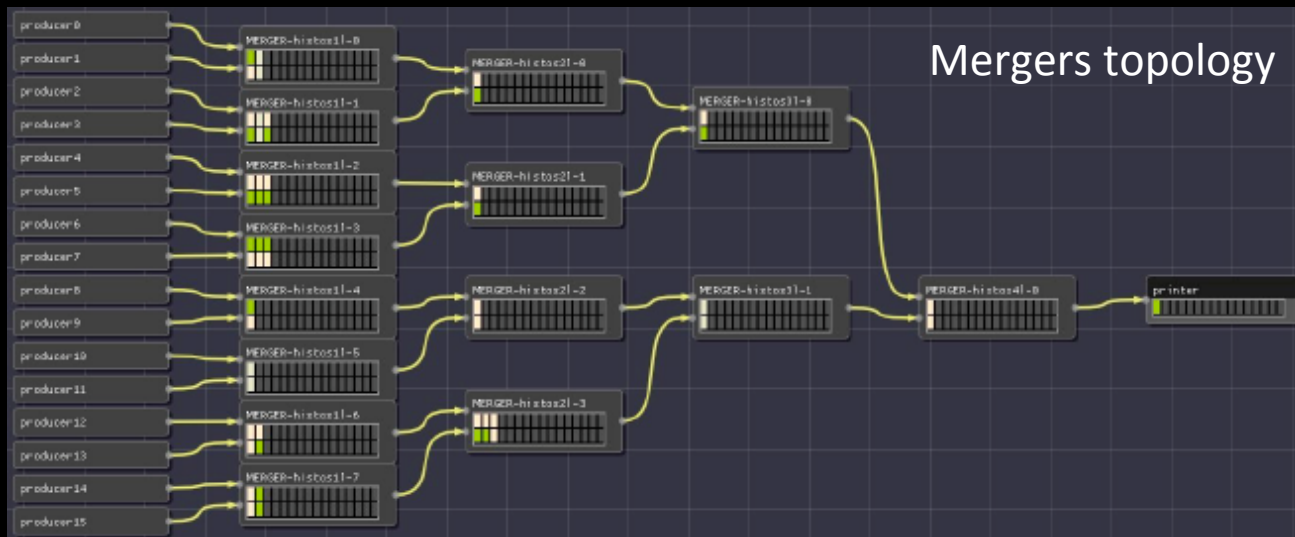 Mergers topology
producer0
producer1
producer2
producer3
producer4
producer5
producer6
producer7
producer8
producer9
producer10
producer11
producer12
producer13
producer14
producer15
MERGER-histos1l-0
MERGER-histos1l-1
MERGER-histos1l-2
MERGER-histos1l-3
MERGER-histos1l-4
MERGER-histos1l-5
MERGER-histos1l-6
MERGER-histos1l-7
MERGER-histos2l-0
MERGER-histos2l-1
MERGER-histos2l-2
MERGER-histos2l-3
MERGER-histos3l-0
MERGER-histos3l-1
MERGER-histos4l-0
printer